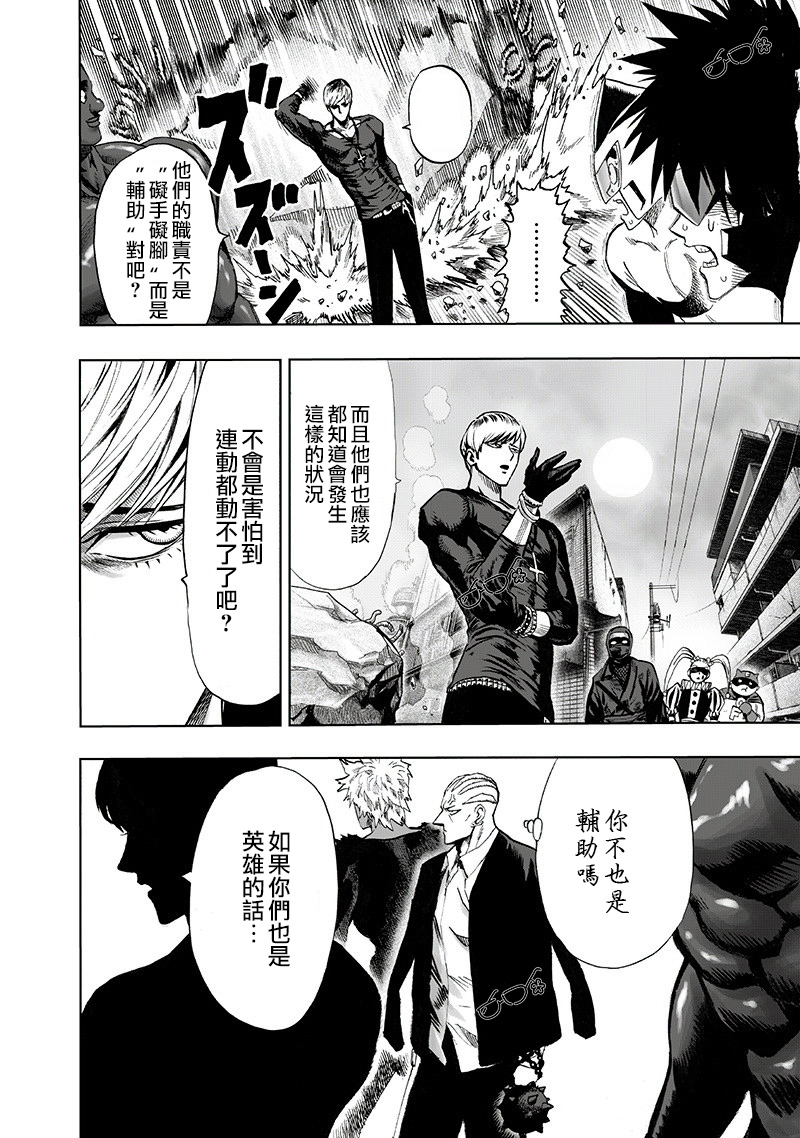 ……
ズズーン
他們的職責不是
“礙手礙腳”而是
“輔助”對吧？
而且他們也應該
都知道會發生
這樣的狀況
不會是害怕到
連動都動不了了吧？
你不也是
輔助嗎
如果你們也是
英雄的話…